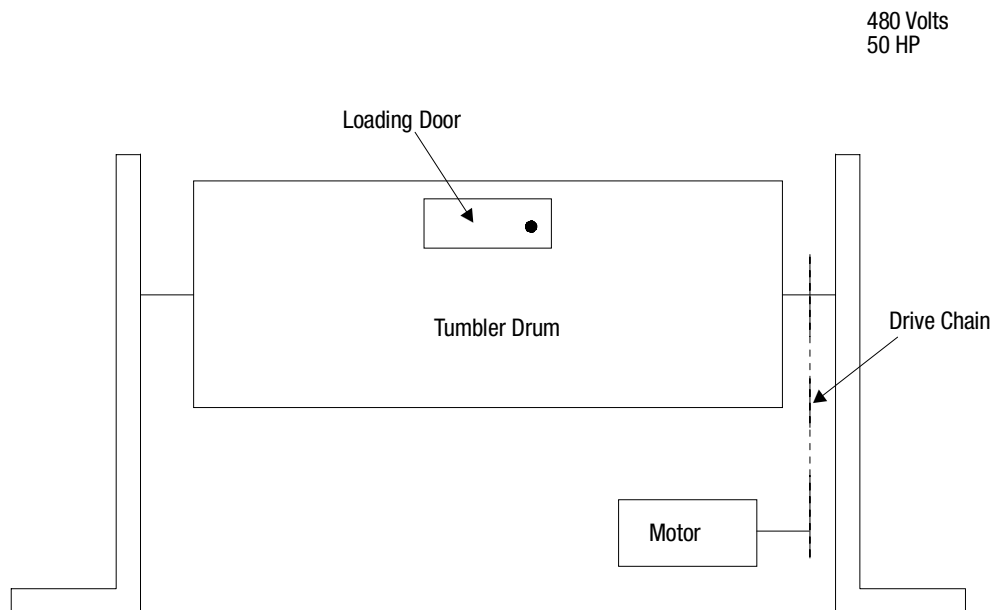 480 Volts
50 HP
Loading Door
Tumbler Drum
Drive Chain
Motor